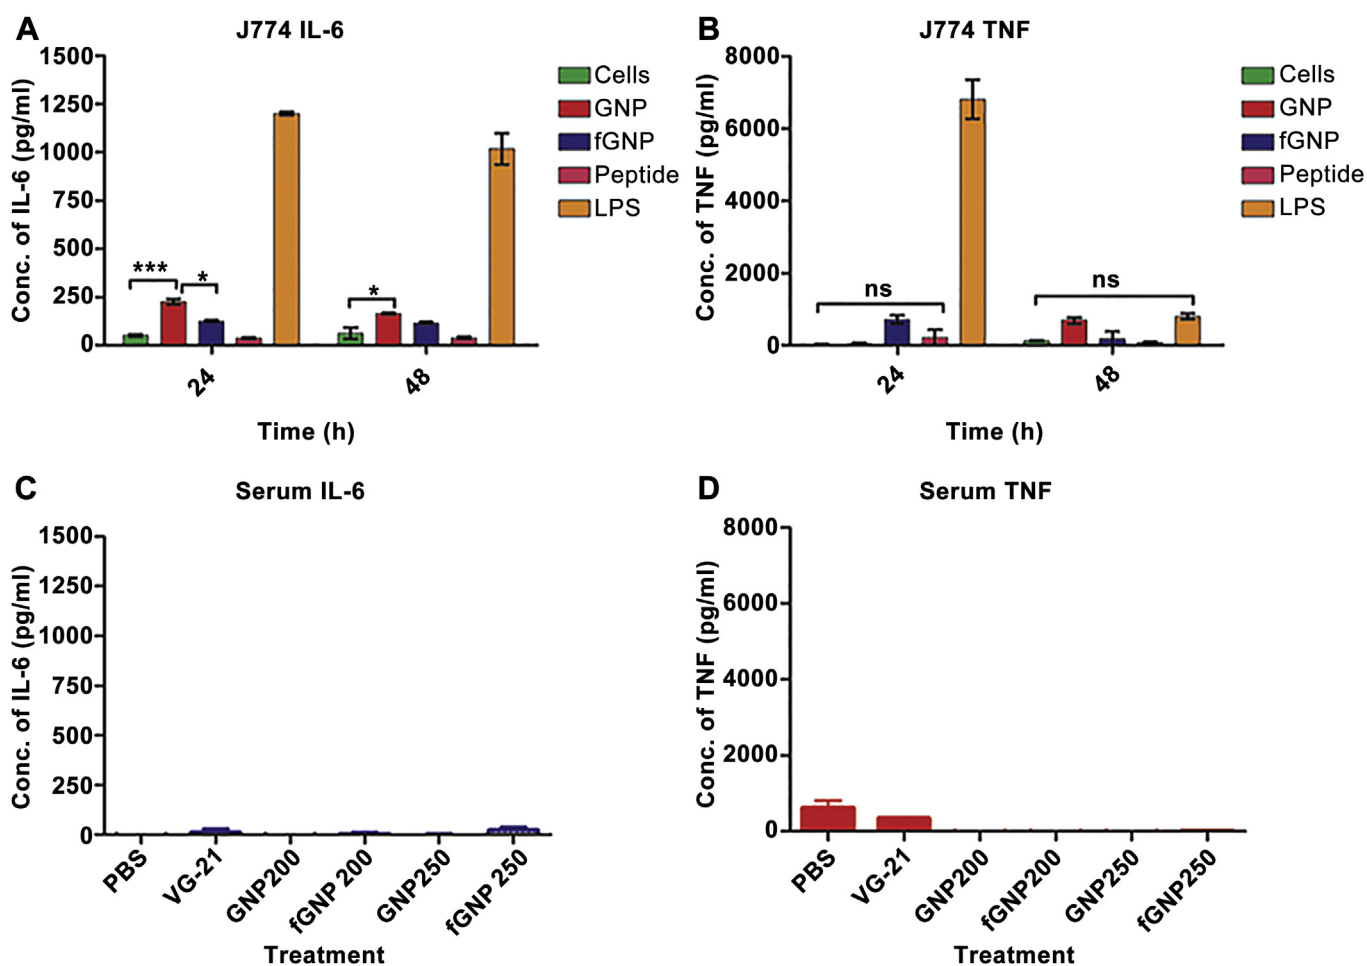 A
J774 IL-6
Conc. of IL-6 (pg/ml)
1500
1250
1000
750
500
250
0
***
*
*
24
48
Time (h)
Cells
GNP
fGNP
Peptide
LPS
B
J774 TNF
Conc. of TNF (pg/ml)
8000
6000
4000
2000
0
ns
ns
24
48
Time (h)
Cells
GNP
fGNP
Peptide
LPS
C
Serum IL-6
Conc. of IL-6 (pg/ml)
1500
1250
1000
750
500
250
0
PBS
VG-21
GNP200
fGNP 200
GNP250
fGNP 250
Treatment
D
Serum TNF
Conc. of TNF (pg/ml)
8000
6000
4000
2000
0
PBS
VG-21
GNP200
fGNP200
GNP250
fGNP250
Treatment